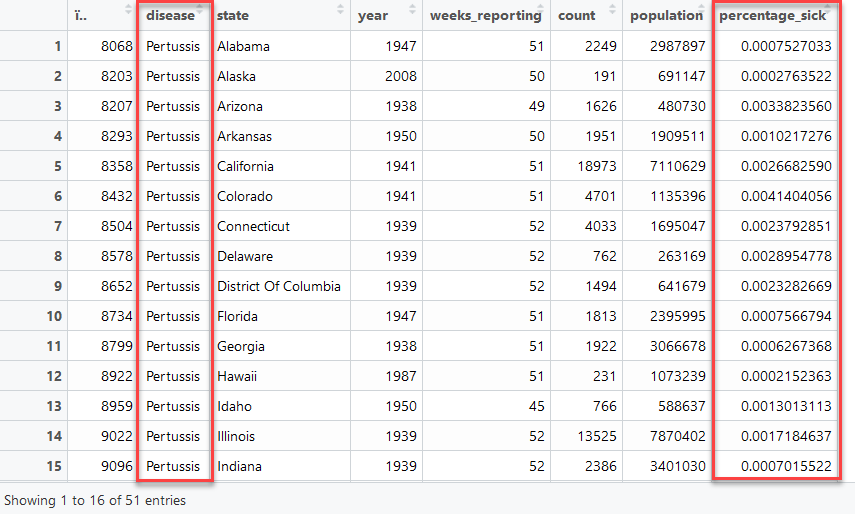 ï.. disease state year weeks_reporting count population percentage_sick
1 8068 Pertussis Alabama 1947 51 2249 2987897 0.0007527033
2 8203 Pertussis Alaska 2008 50 191 691147 0.0002763522
3 8207 Pertussis Arizona 1938 49 1626 480730 0.0033823560
4 8293 Pertussis Arkansas 1950 50 1951 1909511 0.0010217276
5 8358 Pertussis California 1941 51 18973 7110629 0.0026682590
6 8432 Pertussis Colorado 1941 51 4701 1135396 0.0041404056
7 8504 Pertussis Connecticut 1939 52 4033 1695047 0.0023792851
8 8578 Pertussis Delaware 1939 52 762 263169 0.0028954778
9 8652 Pertussis District Of Columbia 1939 52 1494 641679 0.0023282669
10 8734 Pertussis Florida 1947 51 1813 2395995 0.0007566794
11 8799 Pertussis Georgia 1938 51 1922 3066678 0.0006267368
12 8922 Pertussis Hawaii 1987 51 231 1073239 0.0002152363
13 8959 Pertussis Idaho 1950 45 766 588637 0.0013013113
14 9022 Pertussis Illinois 1939 52 13525 7870402 0.0017184637
15 9096 Pertussis Indiana 1939 52 2386 3401030 0.0007015522
Showing 1 to 16 of 51 entries